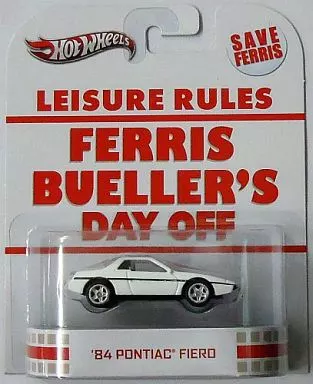 HOT WHEELS
SAVE
FERRIS
LEISURE RULES
FERRIS
BUELLER'S
DAY OFF
'84 PONTIAC® FIERO